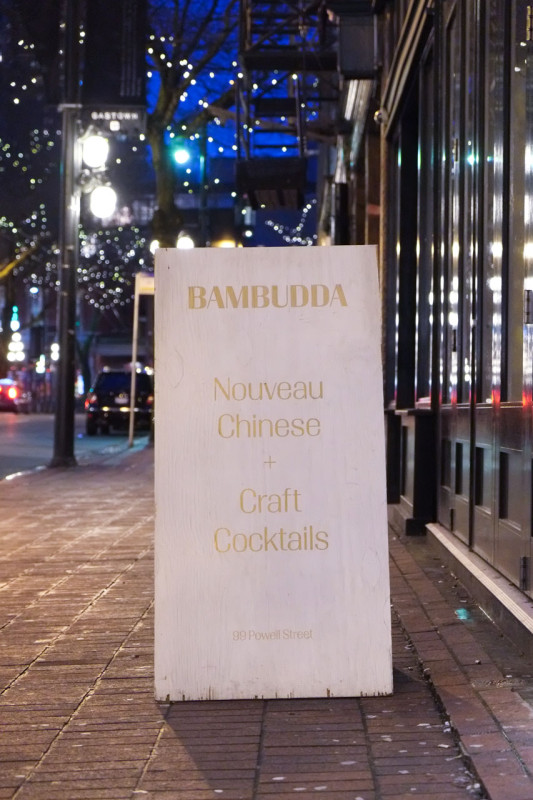 GASTOWN
BAMBUDDA
Nouveau
Chinese
+
Craft
Cocktails
99 Powell Street